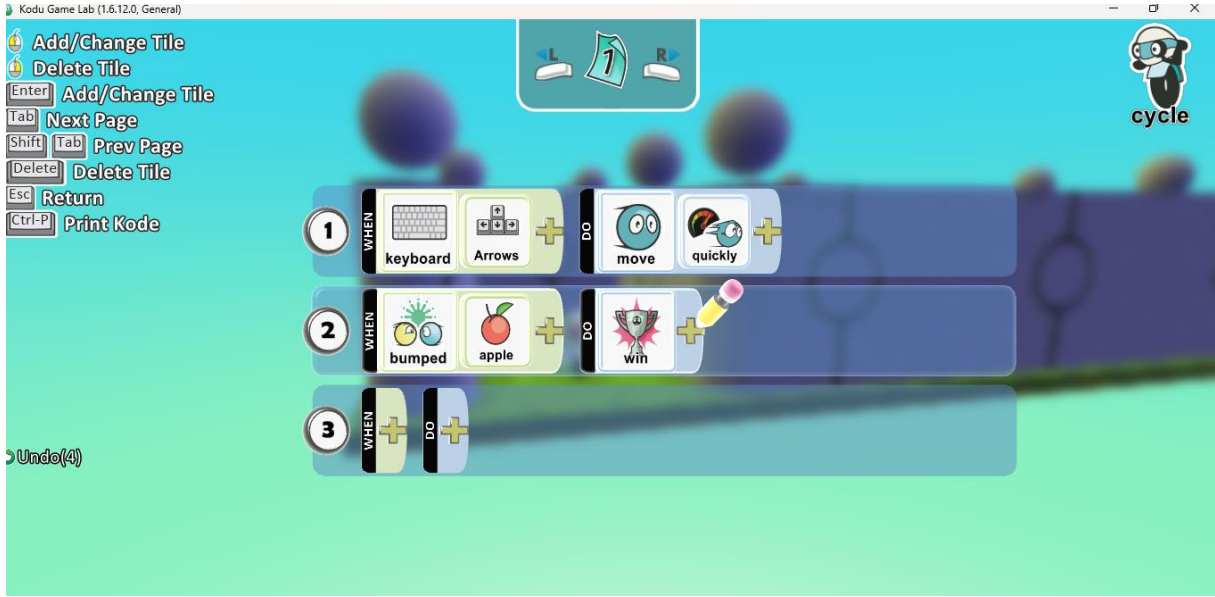 Kodu Game Lab (1.6.12.0, General)
Add/Change Tile
Delete Tile
Enter Add/Change Tile
Tab Next Page
Shift Tab Prev Page
Delete Delete Tile
Esc Return
Ctrl-P Print Kode
Undo(4)
L 1 R
cycle
1 WHEN keyboard Arrows + DO move quickly +
2 WHEN bumped apple + DO win +
3 WHEN + DO +